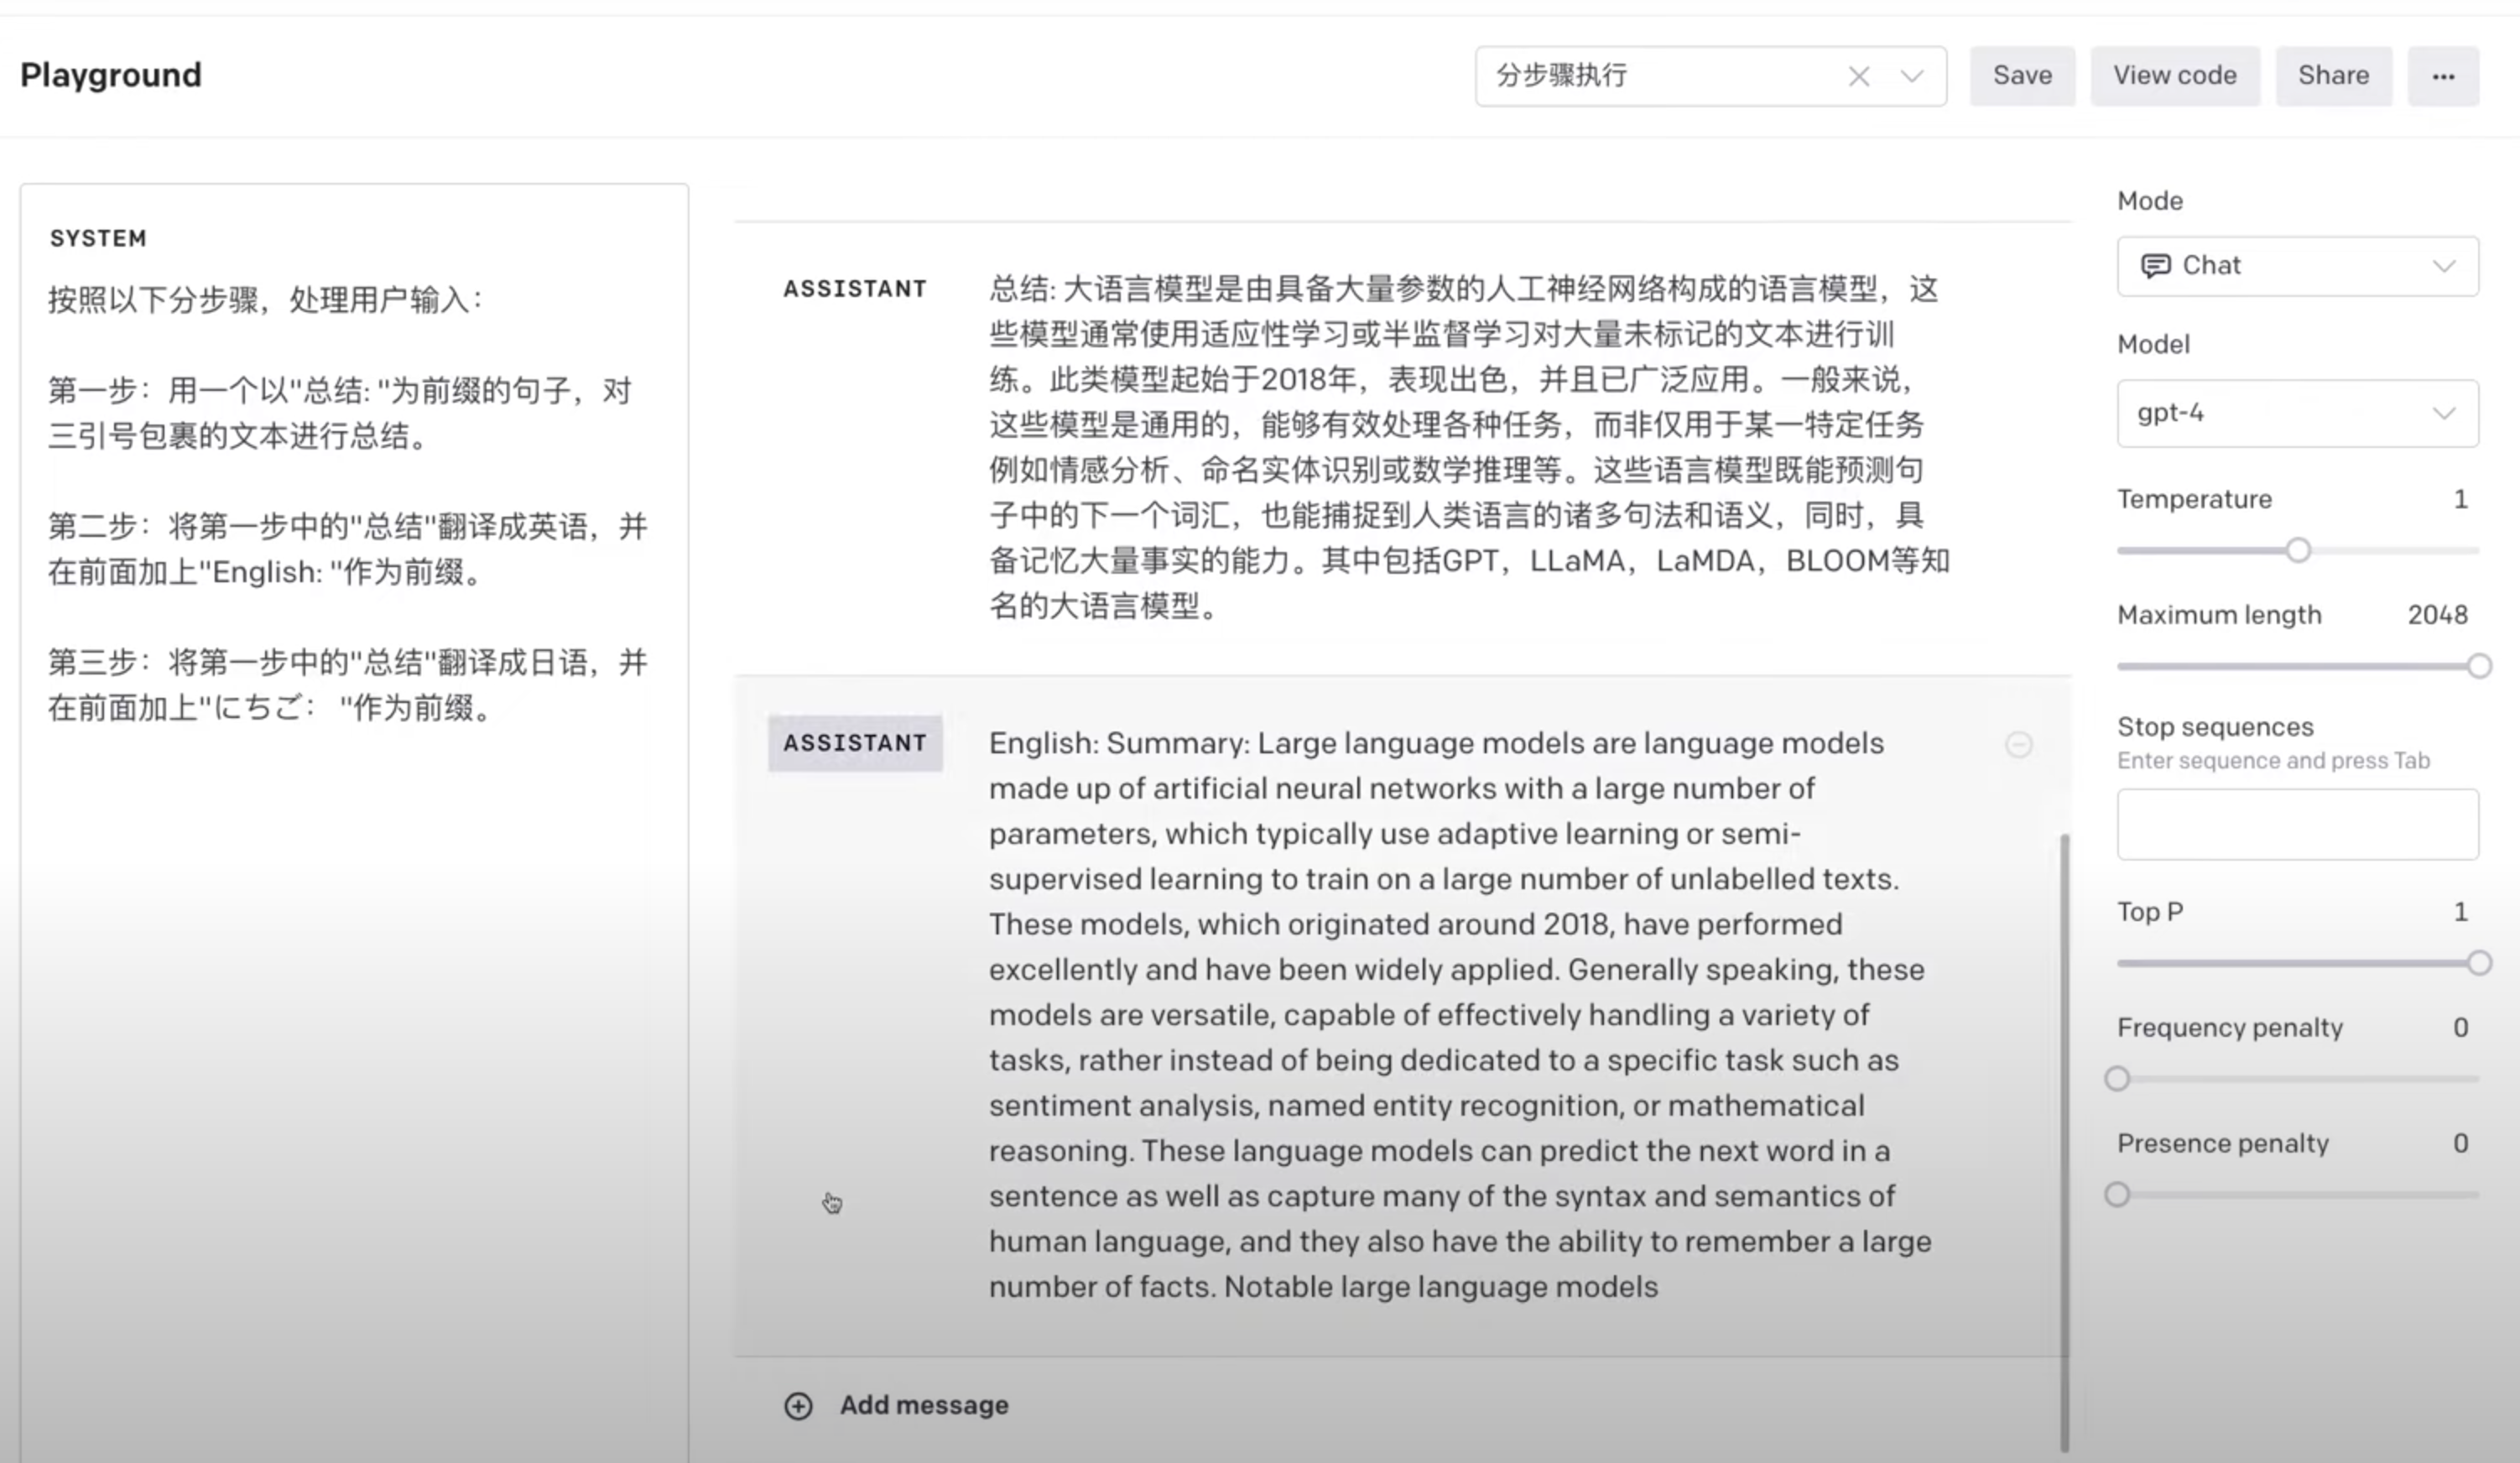 Playground
分步骤执行
Save
View code
Share
...
SYSTEM
按照以下分步骤，处理用户输入：
第一步：用一个以"总结: "为前缀的句子，对
三引号包裹的文本进行总结。
第二步：将第一步中的"总结"翻译成英语，并
在前面加上"English: "作为前缀。
第三步：将第一步中的"总结"翻译成日语，并
在前面加上"にちご： "作为前缀。
ASSISTANT
总结: 大语言模型是由具备大量参数的人工神经网络构成的语言模型，这
些模型通常使用适应性学习或半监督学习对大量未标记的文本进行训
练。此类模型起始于2018年，表现出色，并且已广泛应用。一般来说，
这些模型是通用的，能够有效处理各种任务，而非仅用于某一特定任务
例如情感分析、命名实体识别或数学推理等。这些语言模型既能预测句
子中的下一个词汇，也能捕捉到人类语言的诸多句法和语义，同时，具
备记忆大量事实的能力。其中包括GPT，LLaMA，LaMDA，BLOOM等知
名的大语言模型。
ASSISTANT
English: Summary: Large language models are language models
made up of artificial neural networks with a large number of
parameters, which typically use adaptive learning or semi-
supervised learning to train on a large number of unlabelled texts.
These models, which originated around 2018, have performed
excellently and have been widely applied. Generally speaking, these
models are versatile, capable of effectively handling a variety of
tasks, rather instead of being dedicated to a specific task such as
sentiment analysis, named entity recognition, or mathematical
reasoning. These language models can predict the next word in a
sentence as well as capture many of the syntax and semantics of
human language, and they also have the ability to remember a large
number of facts. Notable large language models
Add message
Mode
Chat
Model
gpt-4
Temperature 1
Maximum length 2048
Stop sequences
Enter sequence and press Tab
Top P 1
Frequency penalty 0
Presence penalty 0